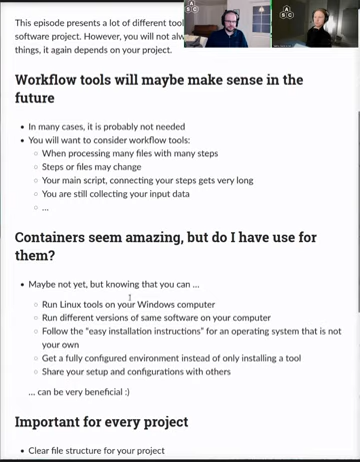 This episode presents a lot of different tool
software project. However, you will not alw
things, it again depends on your project.
Workflow tools will maybe make sense in the
future
• In many cases, it is probably not needed
• You will want to consider workflow tools:
○ When processing many files with many steps
○ Steps or files may change
○ Your main script, connecting your steps gets very long
○ You are still collecting your input data
○ ...
Containers seem amazing, but do I have use for
them?
• Maybe not yet, but knowing that you can ...
○ Run Linux tools on your Windows computer
○ Run different versions of same software on your computer
○ Follow the “easy installation instructions” for an operating system that is not
your own
○ Get a fully configured environment instead of only installing a tool
○ Share your setup and configurations with others
... can be very beneficial :)
Important for every project
• Clear file structure for your project